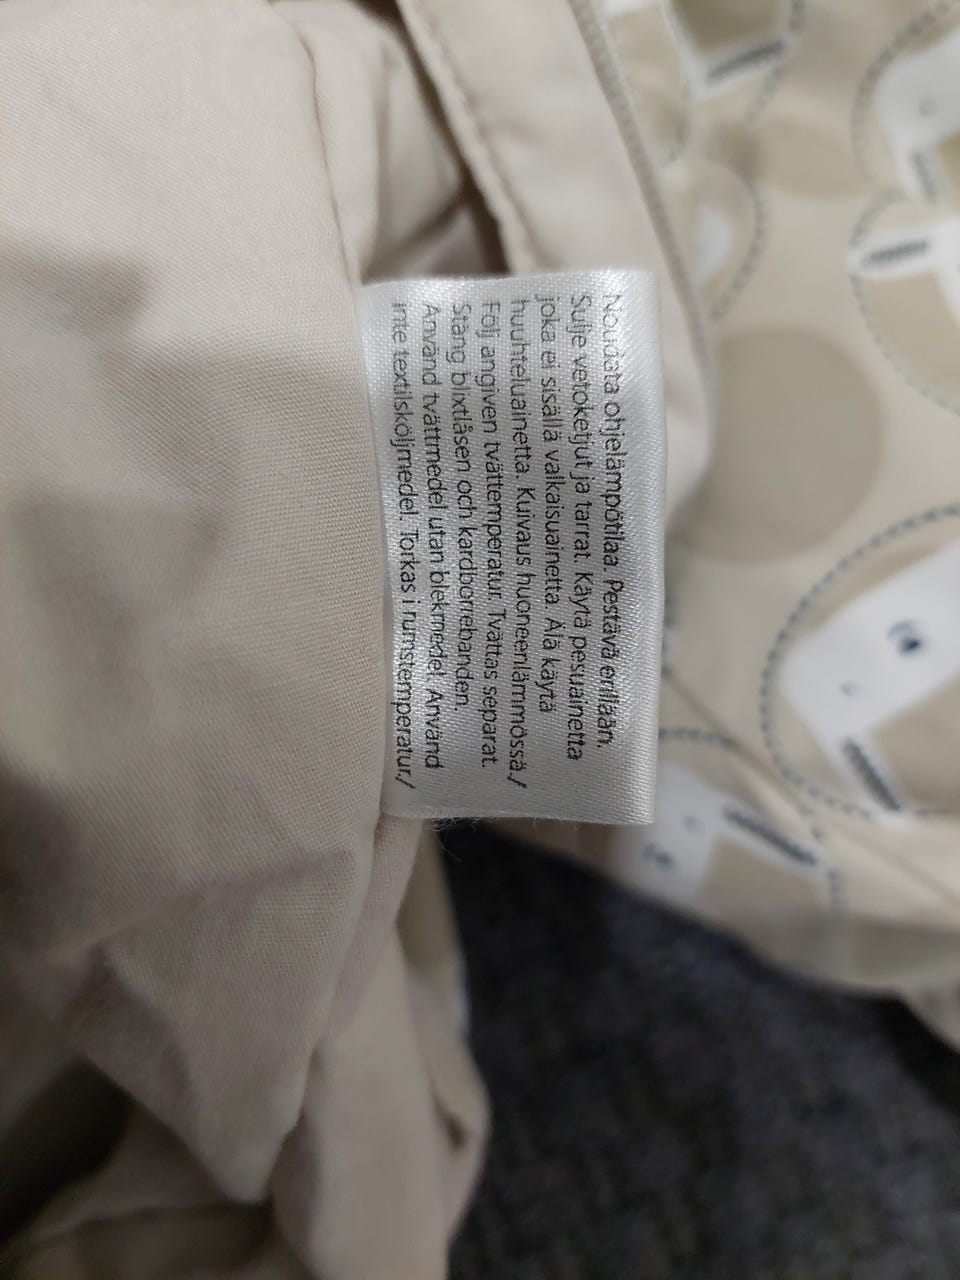 Noudata ohjelämpötilaa. Pestävä erillään.
Sulje vetoketjut ja tarrat. Käytä pesuainetta
joka ei sisällä valkaisuainetta. Älä käytä
huuhteluainetta. Kuivaus huoneenlämmössä./
Följ angiven tvättemperatur. Tvättas separat.
Stäng blixtlåsen och kardborrebanden.
Använd tvättmedel utan blekmedel. Använd
inte textilsköljmedel. Torkas i rumstemperatur./